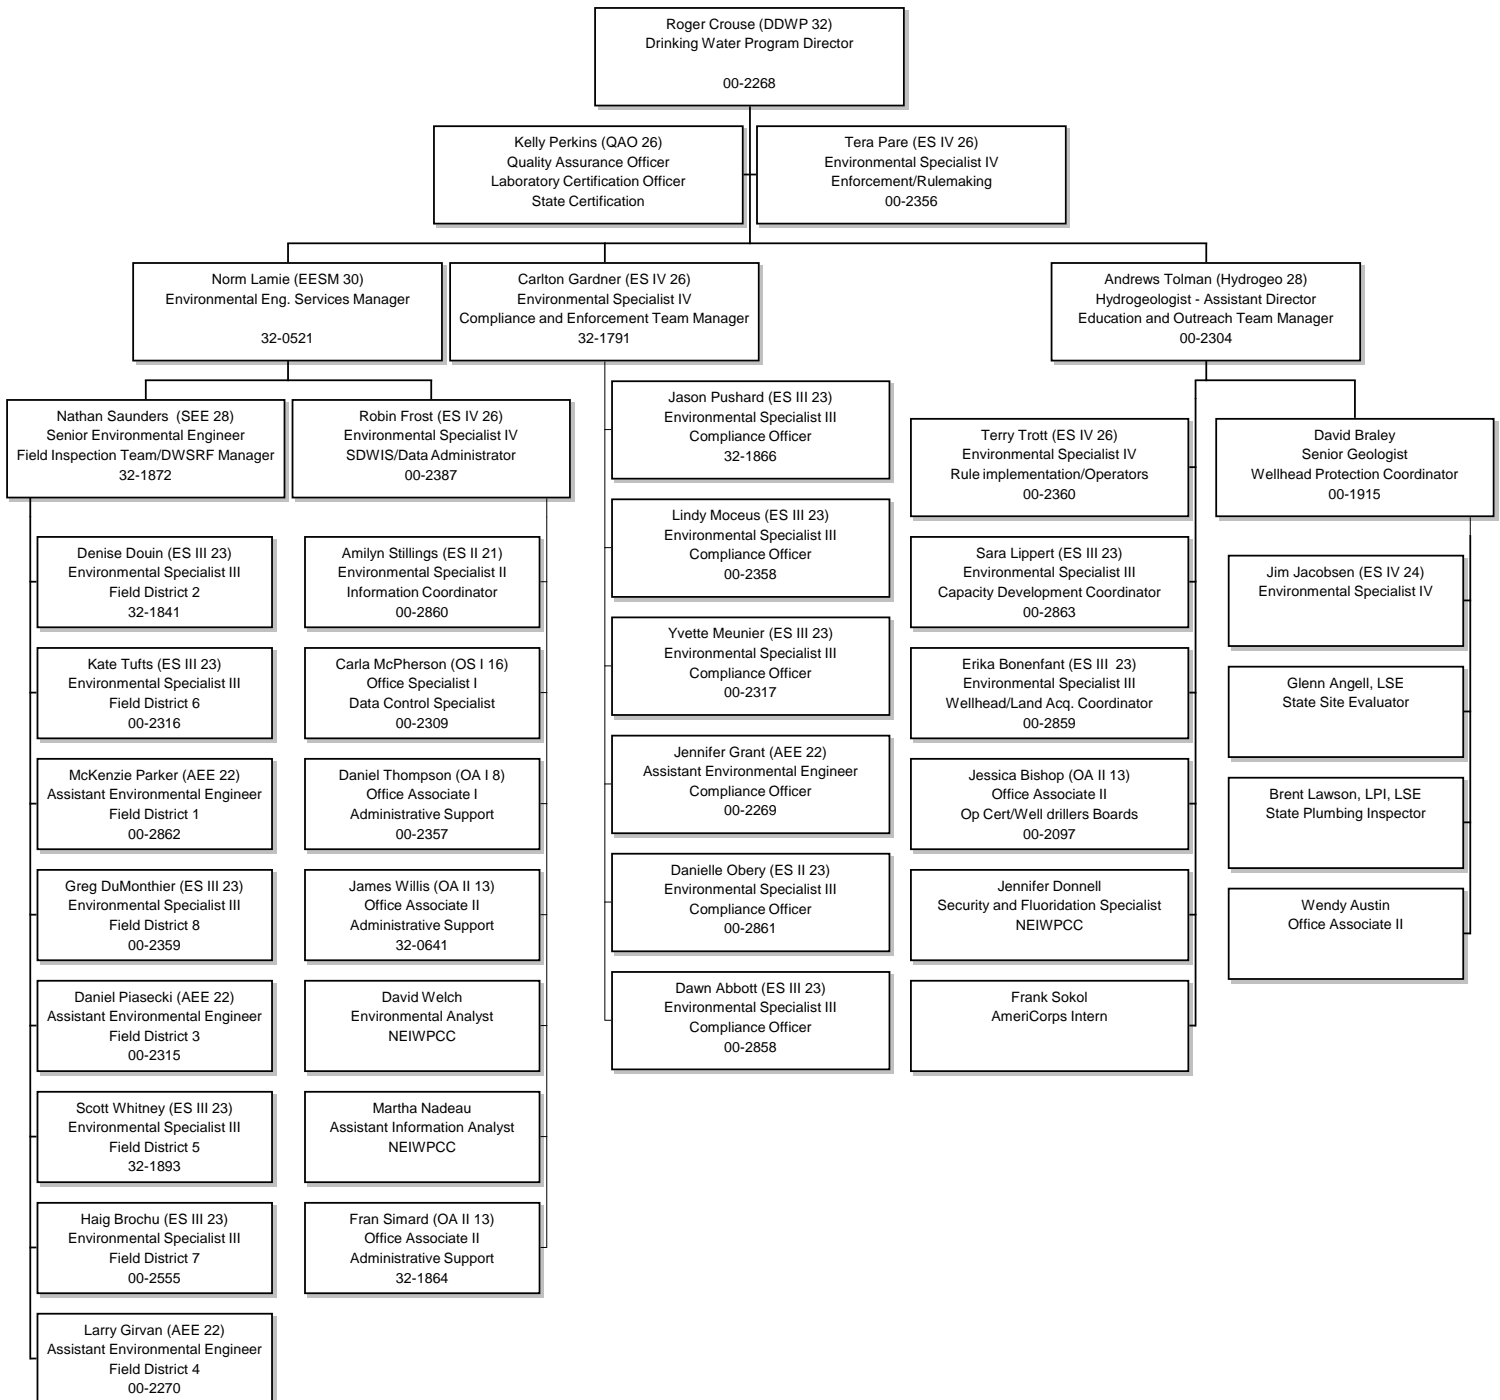 Roger Crouse (DDWP 32)
Drinking Water Program Director
00-2268
Kelly Perkins (QAO 26)
Quality Assurance Officer
Laboratory Certification Officer
State Certification
Tera Pare (ES IV 26)
Environmental Specialist IV
Enforcement/Rulemaking
00-2356
Norm Lamie (EESM 30)
Environmental Eng. Services Manager
32-0521
Carlton Gardner (ES IV 26)
Environmental Specialist IV
Compliance and Enforcement Team Manager
32-1791
Andrews Tolman (Hydrogeo 28)
Hydrogeologist - Assistant Director
Education and Outreach Team Manager
00-2304
Nathan Saunders  (SEE 28)
Senior Environmental Engineer
Field Inspection Team/DWSRF Manager
32-1872
Robin Frost (ES IV 26)
Environmental Specialist IV
SDWIS/Data Administrator
00-2387
Denise Douin (ES III 23)
Environmental Specialist III
Field District 2
32-1841
Kate Tufts (ES III 23)
Environmental Specialist III
Field District 6
00-2316
McKenzie Parker (AEE 22)
Assistant Environmental Engineer
Field District 1
00-2862
Greg DuMonthier (ES III 23)
Environmental Specialist III
Field District 8
00-2359
Daniel Piasecki (AEE 22)
Assistant Environmental Engineer
Field District 3
00-2315
Scott Whitney (ES III 23)
Environmental Specialist III
Field District 5
32-1893
Haig Brochu (ES III 23)
Environmental Specialist III
Field District 7
00-2555
Larry Girvan (AEE 22)
Assistant Environmental Engineer
Field District 4
00-2270
Amilyn Stillings (ES II 21)
Environmental Specialist II
Information Coordinator
00-2860
Carla McPherson (OS I 16)
Office Specialist I
Data Control Specialist
00-2309
Daniel Thompson (OA I 8)
Office Associate I
Administrative Support
00-2357
James Willis (OA II 13)
Office Associate II
Administrative Support
32-0641
David Welch
Environmental Analyst
NEIWPCC
Martha Nadeau
Assistant Information Analyst
NEIWPCC
Fran Simard (OA II 13)
Office Associate II
Administrative Support
32-1864
Jason Pushard (ES III 23)
Environmental Specialist III
Compliance Officer
32-1866
Lindy Moceus (ES III 23)
Environmental Specialist III
Compliance Officer
00-2358
Yvette Meunier (ES III 23)
Environmental Specialist III
Compliance Officer
00-2317
Jennifer Grant (AEE 22)
Assistant Environmental Engineer
Compliance Officer
00-2269
Danielle Obery (ES II 23)
Environmental Specialist III
Compliance Officer
00-2861
Dawn Abbott (ES III 23)
Environmental Specialist III
Compliance Officer
00-2858
Terry Trott (ES IV 26)
Environmental Specialist IV
Rule implementation/Operators
00-2360
Sara Lippert (ES III 23)
Environmental Specialist III
Capacity Development Coordinator
00-2863
Erika Bonenfant (ES III  23)
Environmental Specialist III
Wellhead/Land Acq. Coordinator
00-2859
Jessica Bishop (OA II 13)
Office Associate II
Op Cert/Well drillers Boards
00-2097
Jennifer Donnell
Security and Fluoridation Specialist
NEIWPCC
Frank Sokol
AmeriCorps Intern
David Braley
Senior Geologist
Wellhead Protection Coordinator
00-1915
Jim Jacobsen (ES IV 24)
Environmental Specialist IV
Glenn Angell, LSE
State Site Evaluator
Brent Lawson, LPI, LSE
State Plumbing Inspector
Wendy Austin
Office Associate II